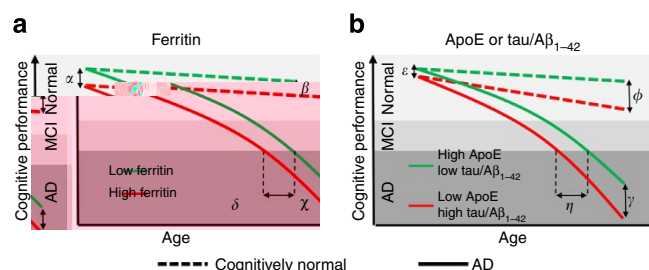 a
Ferritin
Cognitive performance
Normal
MCI
AD
α
β
Low ferritin
High ferritin
δ
χ
Age
b
ApoE or tau/Aβ1–42
Cognitive performance
Normal
MCI
AD
ε
ϕ
High ApoE
low tau/Aβ1–42
Low ApoE
high tau/Aβ1–42
η
γ
Age
Cognitively normal
AD